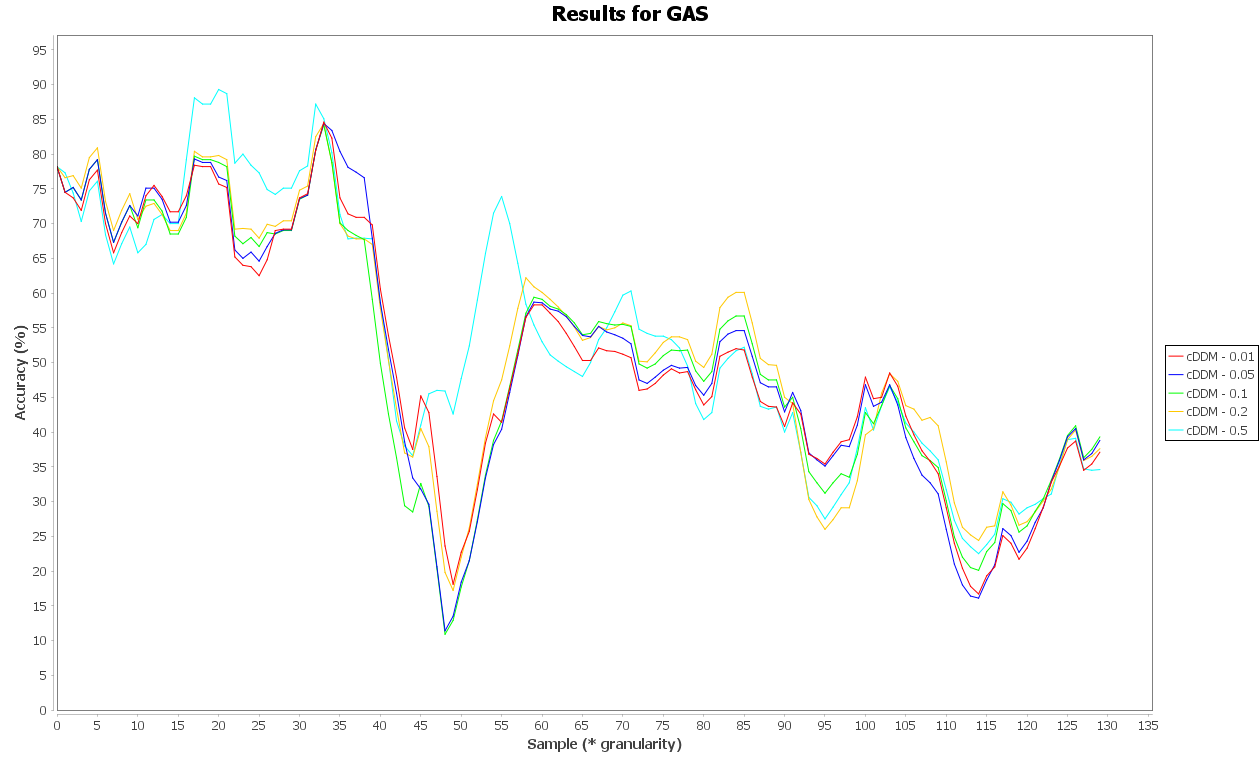 Results for GAS
95
90
85
80
75
70
65
60
55
50
45
40
35
30
25
20
15
10
5
0
Accuracy (%)
0 5 10 15 20 25 30 35 40 45 50 55 60 65 70 75 80 85 90 95 100 105 110 115 120 125 130 135
Sample (* granularity)
cDDM - 0.01
cDDM - 0.05
cDDM - 0.1
cDDM - 0.2
cDDM - 0.5